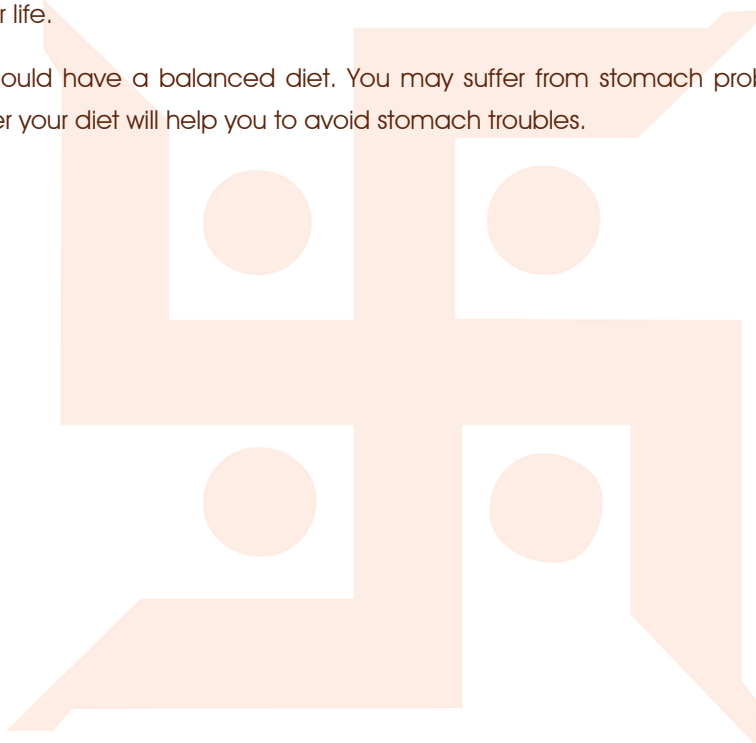 r life.
ould have a balanced diet. You may suffer from stomach prob
er your diet will help you to avoid stomach troubles.